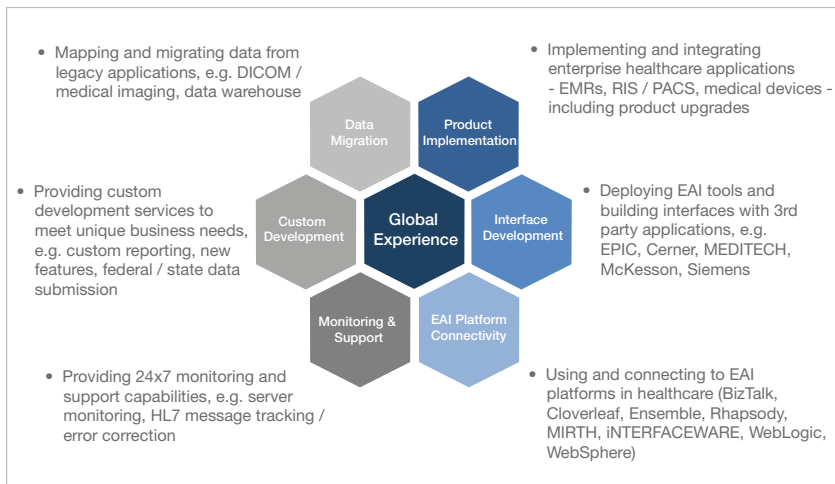 • Mapping and migrating data from
legacy applications, e.g. DICOM /
medical imaging, data warehouse
• Implementing and integrating
enterprise healthcare applications
- EMRs, RIS / PACS, medical devices -
including product upgrades
Data
Migration
Product
Implementation
• Providing custom
development services to
meet unique business needs,
e.g. custom reporting, new
features, federal / state data
submission
Custom
Development
Global
Experience
Interface
Development
• Deploying EAI tools and
building interfaces with 3rd
party applications, e.g.
EPIC, Cerner, MEDITECH,
McKesson, Siemens
Monitoring &
Support
EAI Platform
Connectivity
• Providing 24x7 monitoring and
support capabilities, e.g. server
monitoring, HL7 message tracking /
error correction
• Using and connecting to EAI
platforms in healthcare (BizTalk,
Cloverleaf, Ensemble, Rhapsody,
MIRTH, iNTERFACEWARE, WebLogic,
WebSphere)